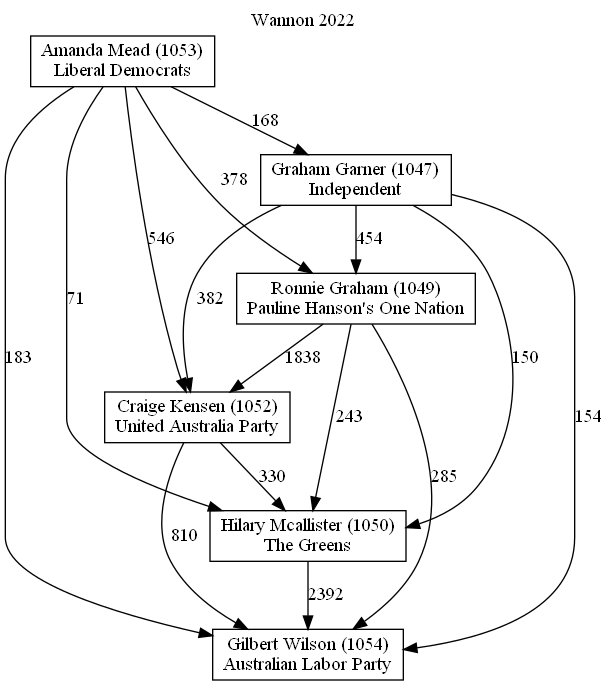 Wannon 2022
Amanda Mead (1053)
Liberal Democrats
168
Graham Garner (1047)
Independent
378
546
454
Ronnie Graham (1049)
Pauline Hanson's One Nation
382
71
183
1838
150
154
Craige Kensen (1052)
United Australia Party
243
330
285
810
Hilary Mcallister (1050)
The Greens
2392
Gilbert Wilson (1054)
Australian Labor Party